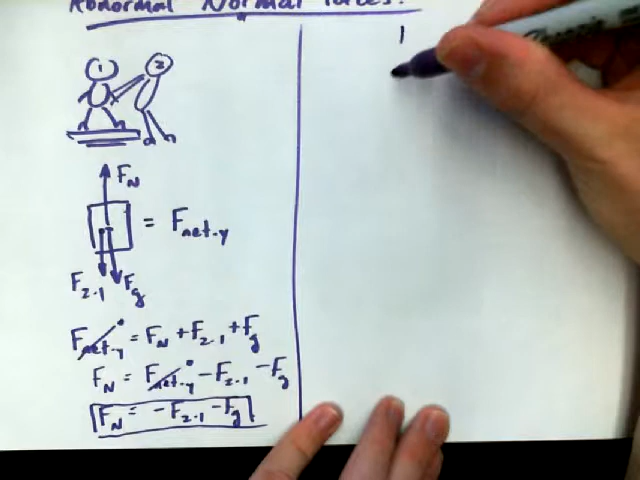 Abnormal Normal forces.
1 2
F_N
= F_net-y
F_2-1 F_g
F_net-y = F_N + F_2-1 + F_g
F_N = F_net-y - F_2-1 - F_g
F_N = - F_2-1 - F_g
1